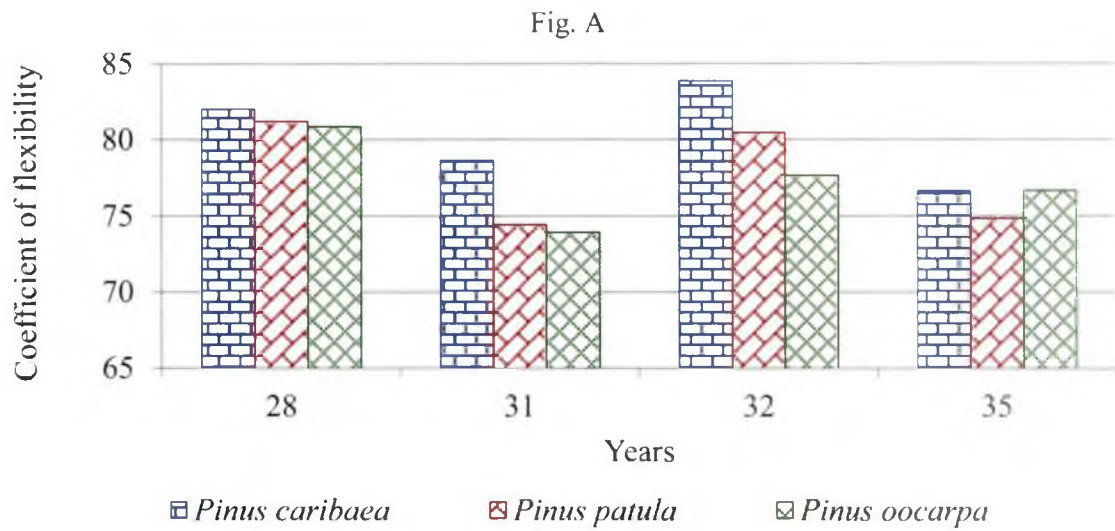 Fig. A
Coefficient of flexibility
85
80
75
70
65
28 31 32 35
Years
Pinus caribaea Pinus patula Pinus oocarpa